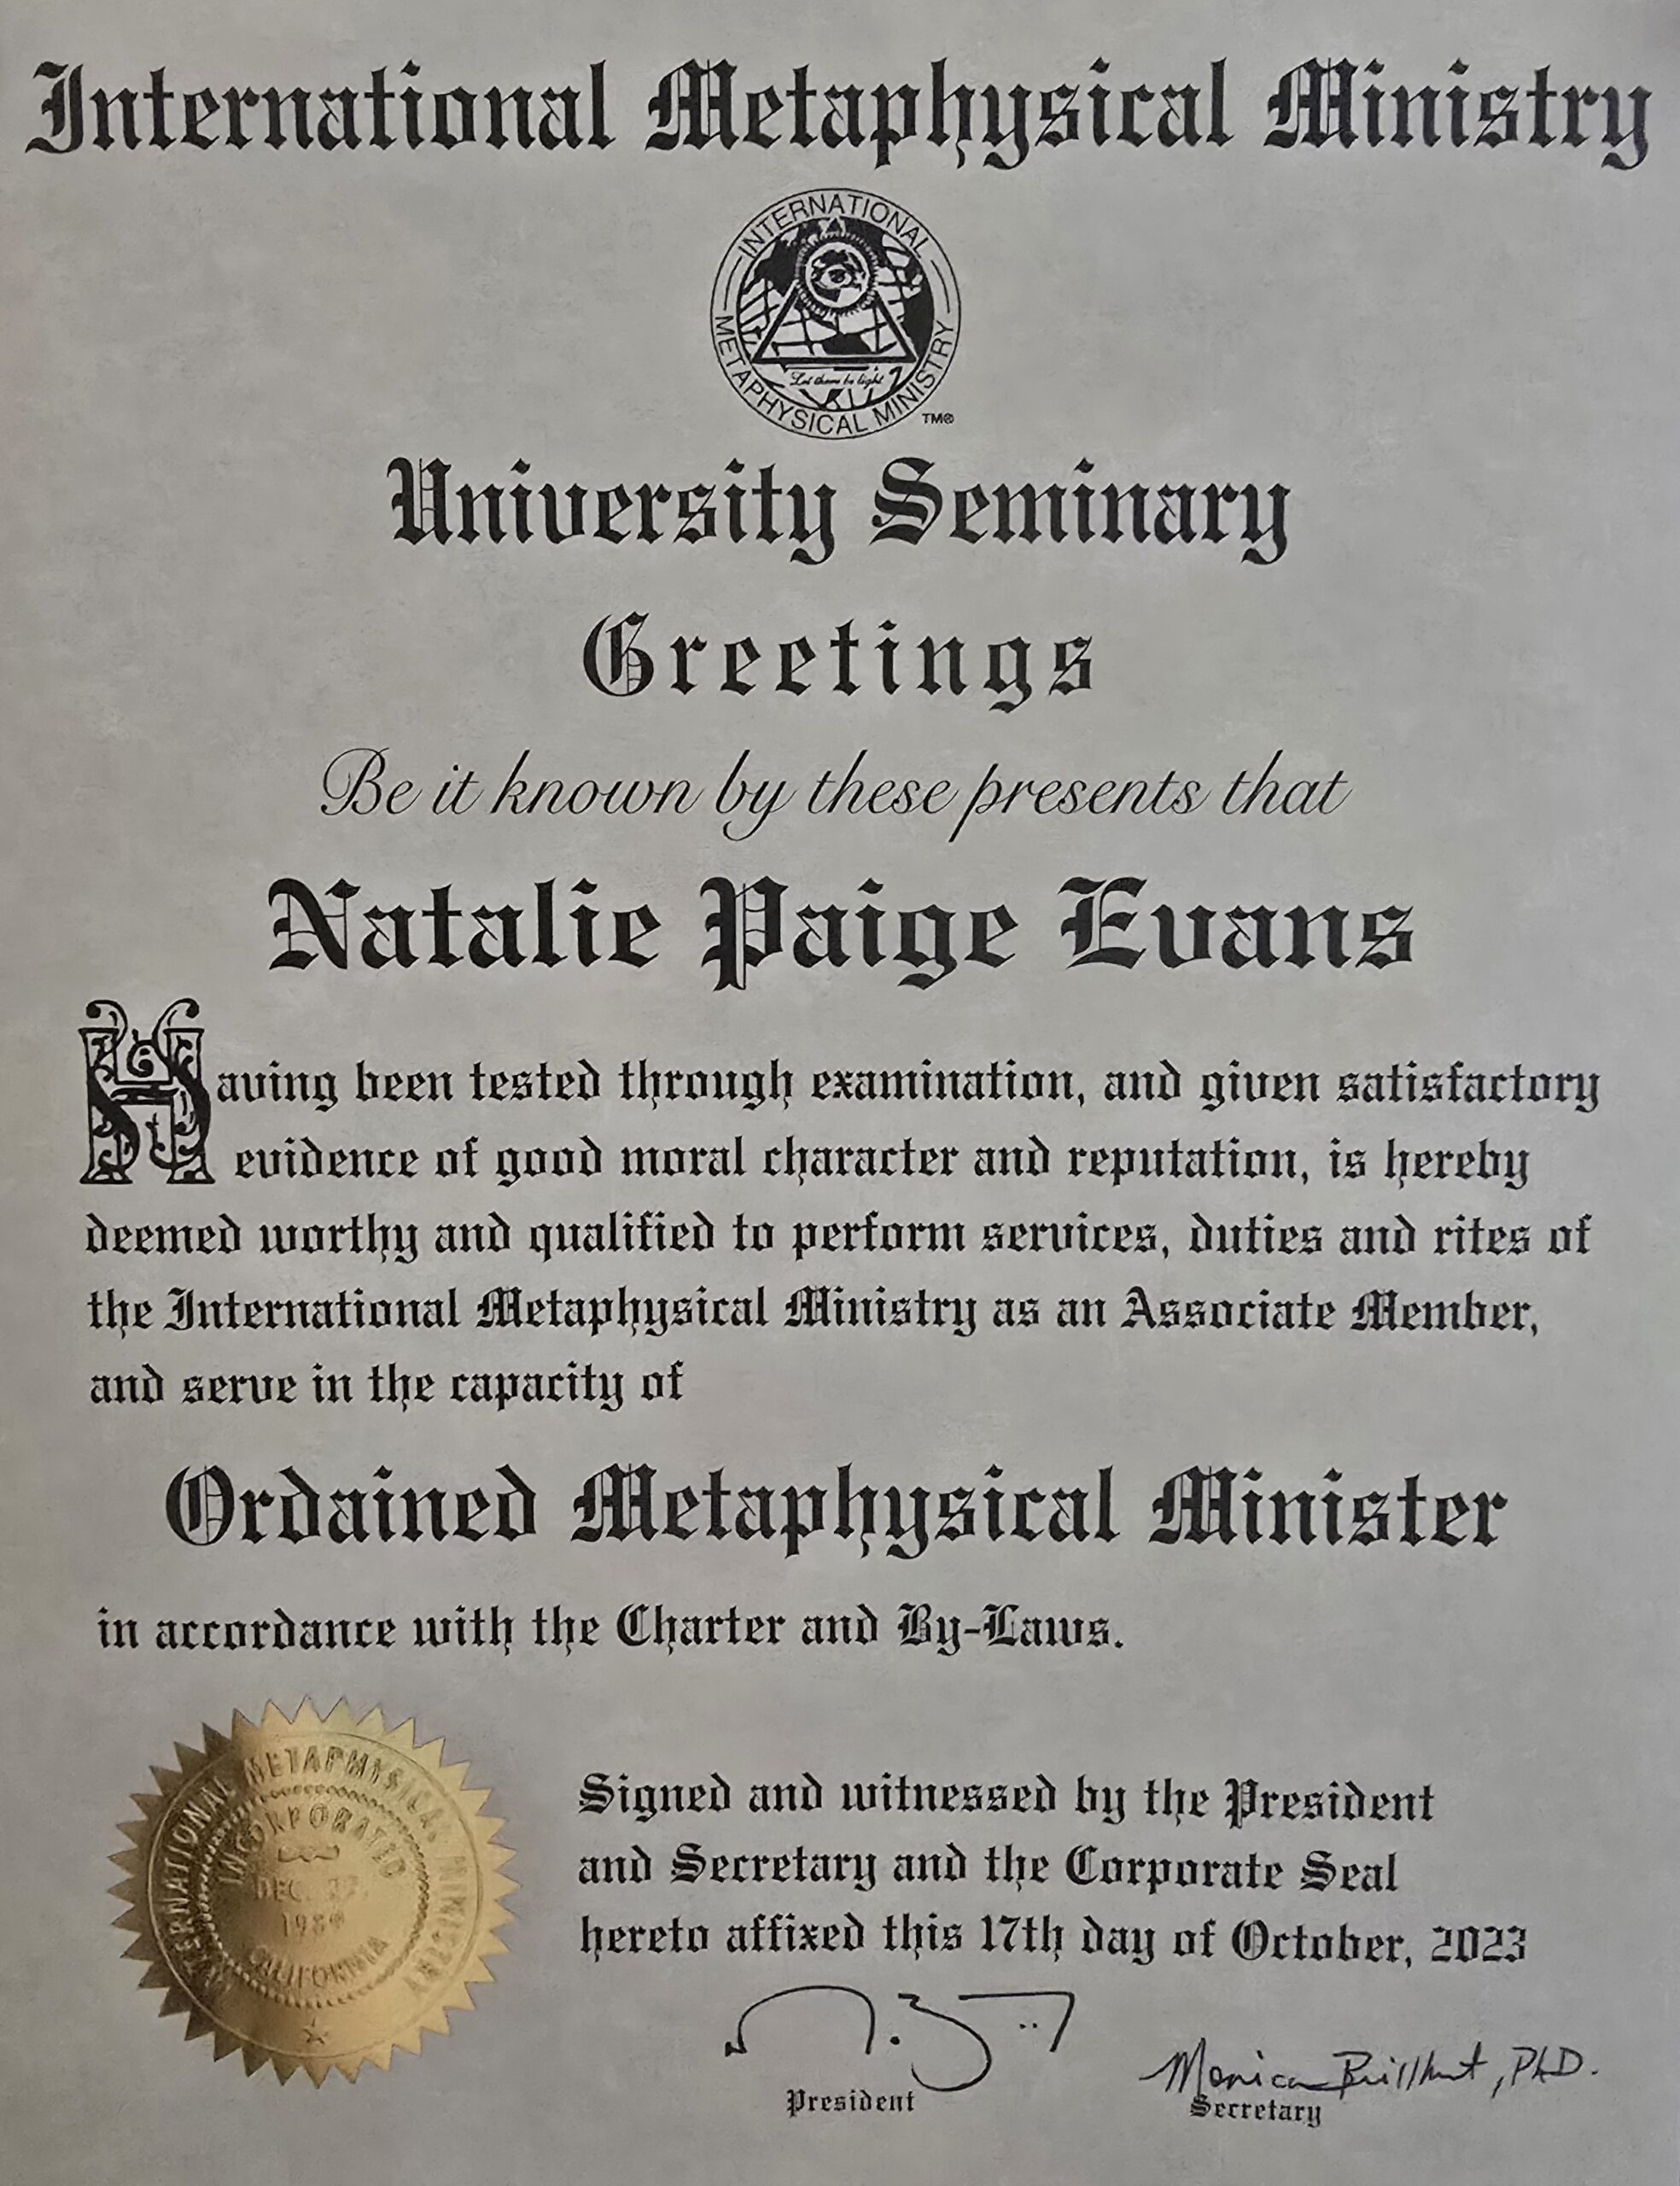 International Metaphysical Ministry
INTERNATIONAL
METAPHYSICAL MINISTRY
Let there be light
TM®
University Seminary
Greetings
Be it known by these presents that
Natalie Paige Evans
Having been tested through examination, and given satisfactory
evidence of good moral character and reputation, is hereby
deemed worthy and qualified to perform services, duties and rites of
the International Metaphysical Ministry as an Associate Member,
and serve in the capacity of
Ordained Metaphysical Minister
in accordance with the Charter and By-Laws.
INTERNATIONAL METAPHYSICAL MINISTRY
INCORPORATED
DEC.
CALIFORNIA
Signed and witnessed by the President
and Secretary and the Corporate Seal
hereto affixed this 17th day of October, 2023
Monica Brillhart, PhD.
President
Secretary